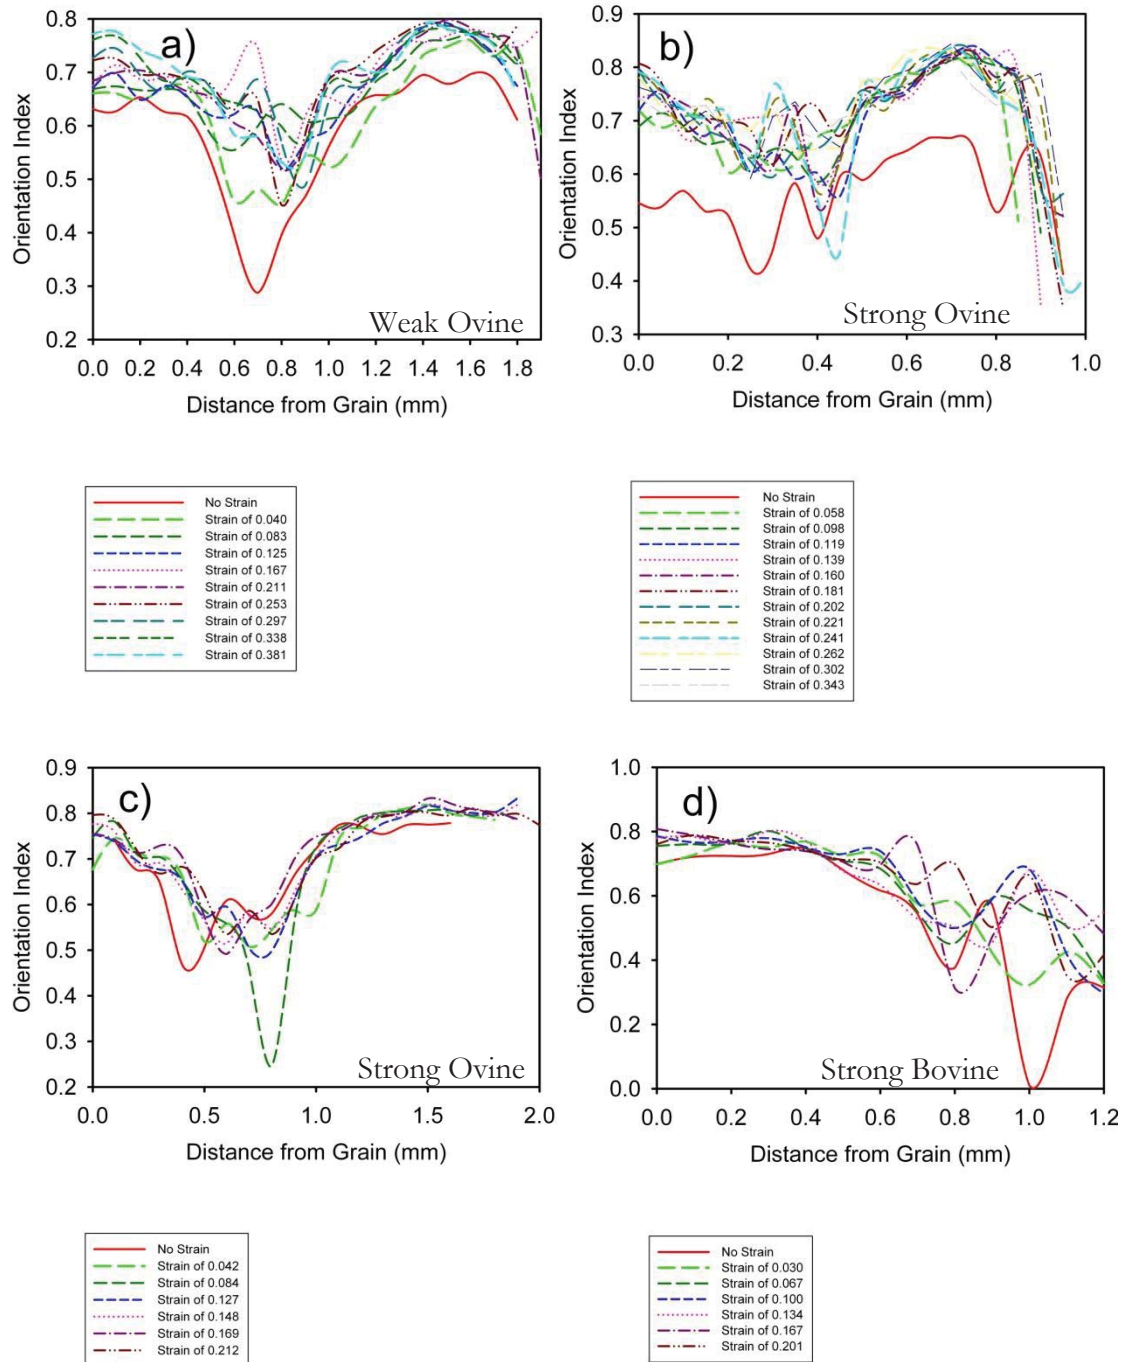 a)
Orientation Index
0.8
0.7
0.6
0.5
0.4
0.3
0.2
Weak Ovine
0.0 0.2 0.4 0.6 0.8 1.0 1.2 1.4 1.6 1.8
Distance from Grain (mm)
b)
Orientation Index
0.9
0.8
0.7
0.6
0.5
0.4
0.3
Strong Ovine
0.0 0.2 0.4 0.6 0.8 1.0
Distance from Grain (mm)
No Strain
Strain of 0.040
Strain of 0.083
Strain of 0.125
Strain of 0.167
Strain of 0.211
Strain of 0.253
Strain of 0.297
Strain of 0.338
Strain of 0.381
No Strain
Strain of 0.058
Strain of 0.098
Strain of 0.119
Strain of 0.139
Strain of 0.160
Strain of 0.181
Strain of 0.202
Strain of 0.221
Strain of 0.241
Strain of 0.262
Strain of 0.302
Strain of 0.343
c)
Orientation Index
0.9
0.8
0.7
0.6
0.5
0.4
0.3
0.2
Strong Ovine
0.0 0.5 1.0 1.5 2.0
Distance from Grain (mm)
d)
Orientation Index
1.0
0.8
0.6
0.4
0.2
0.0
Strong Bovine
0.0 0.2 0.4 0.6 0.8 1.0 1.2
Distance from Grain (mm)
No Strain
Strain of 0.042
Strain of 0.084
Strain of 0.127
Strain of 0.148
Strain of 0.169
Strain of 0.212
No Strain
Strain of 0.030
Strain of 0.067
Strain of 0.100
Strain of 0.134
Strain of 0.167
Strain of 0.201